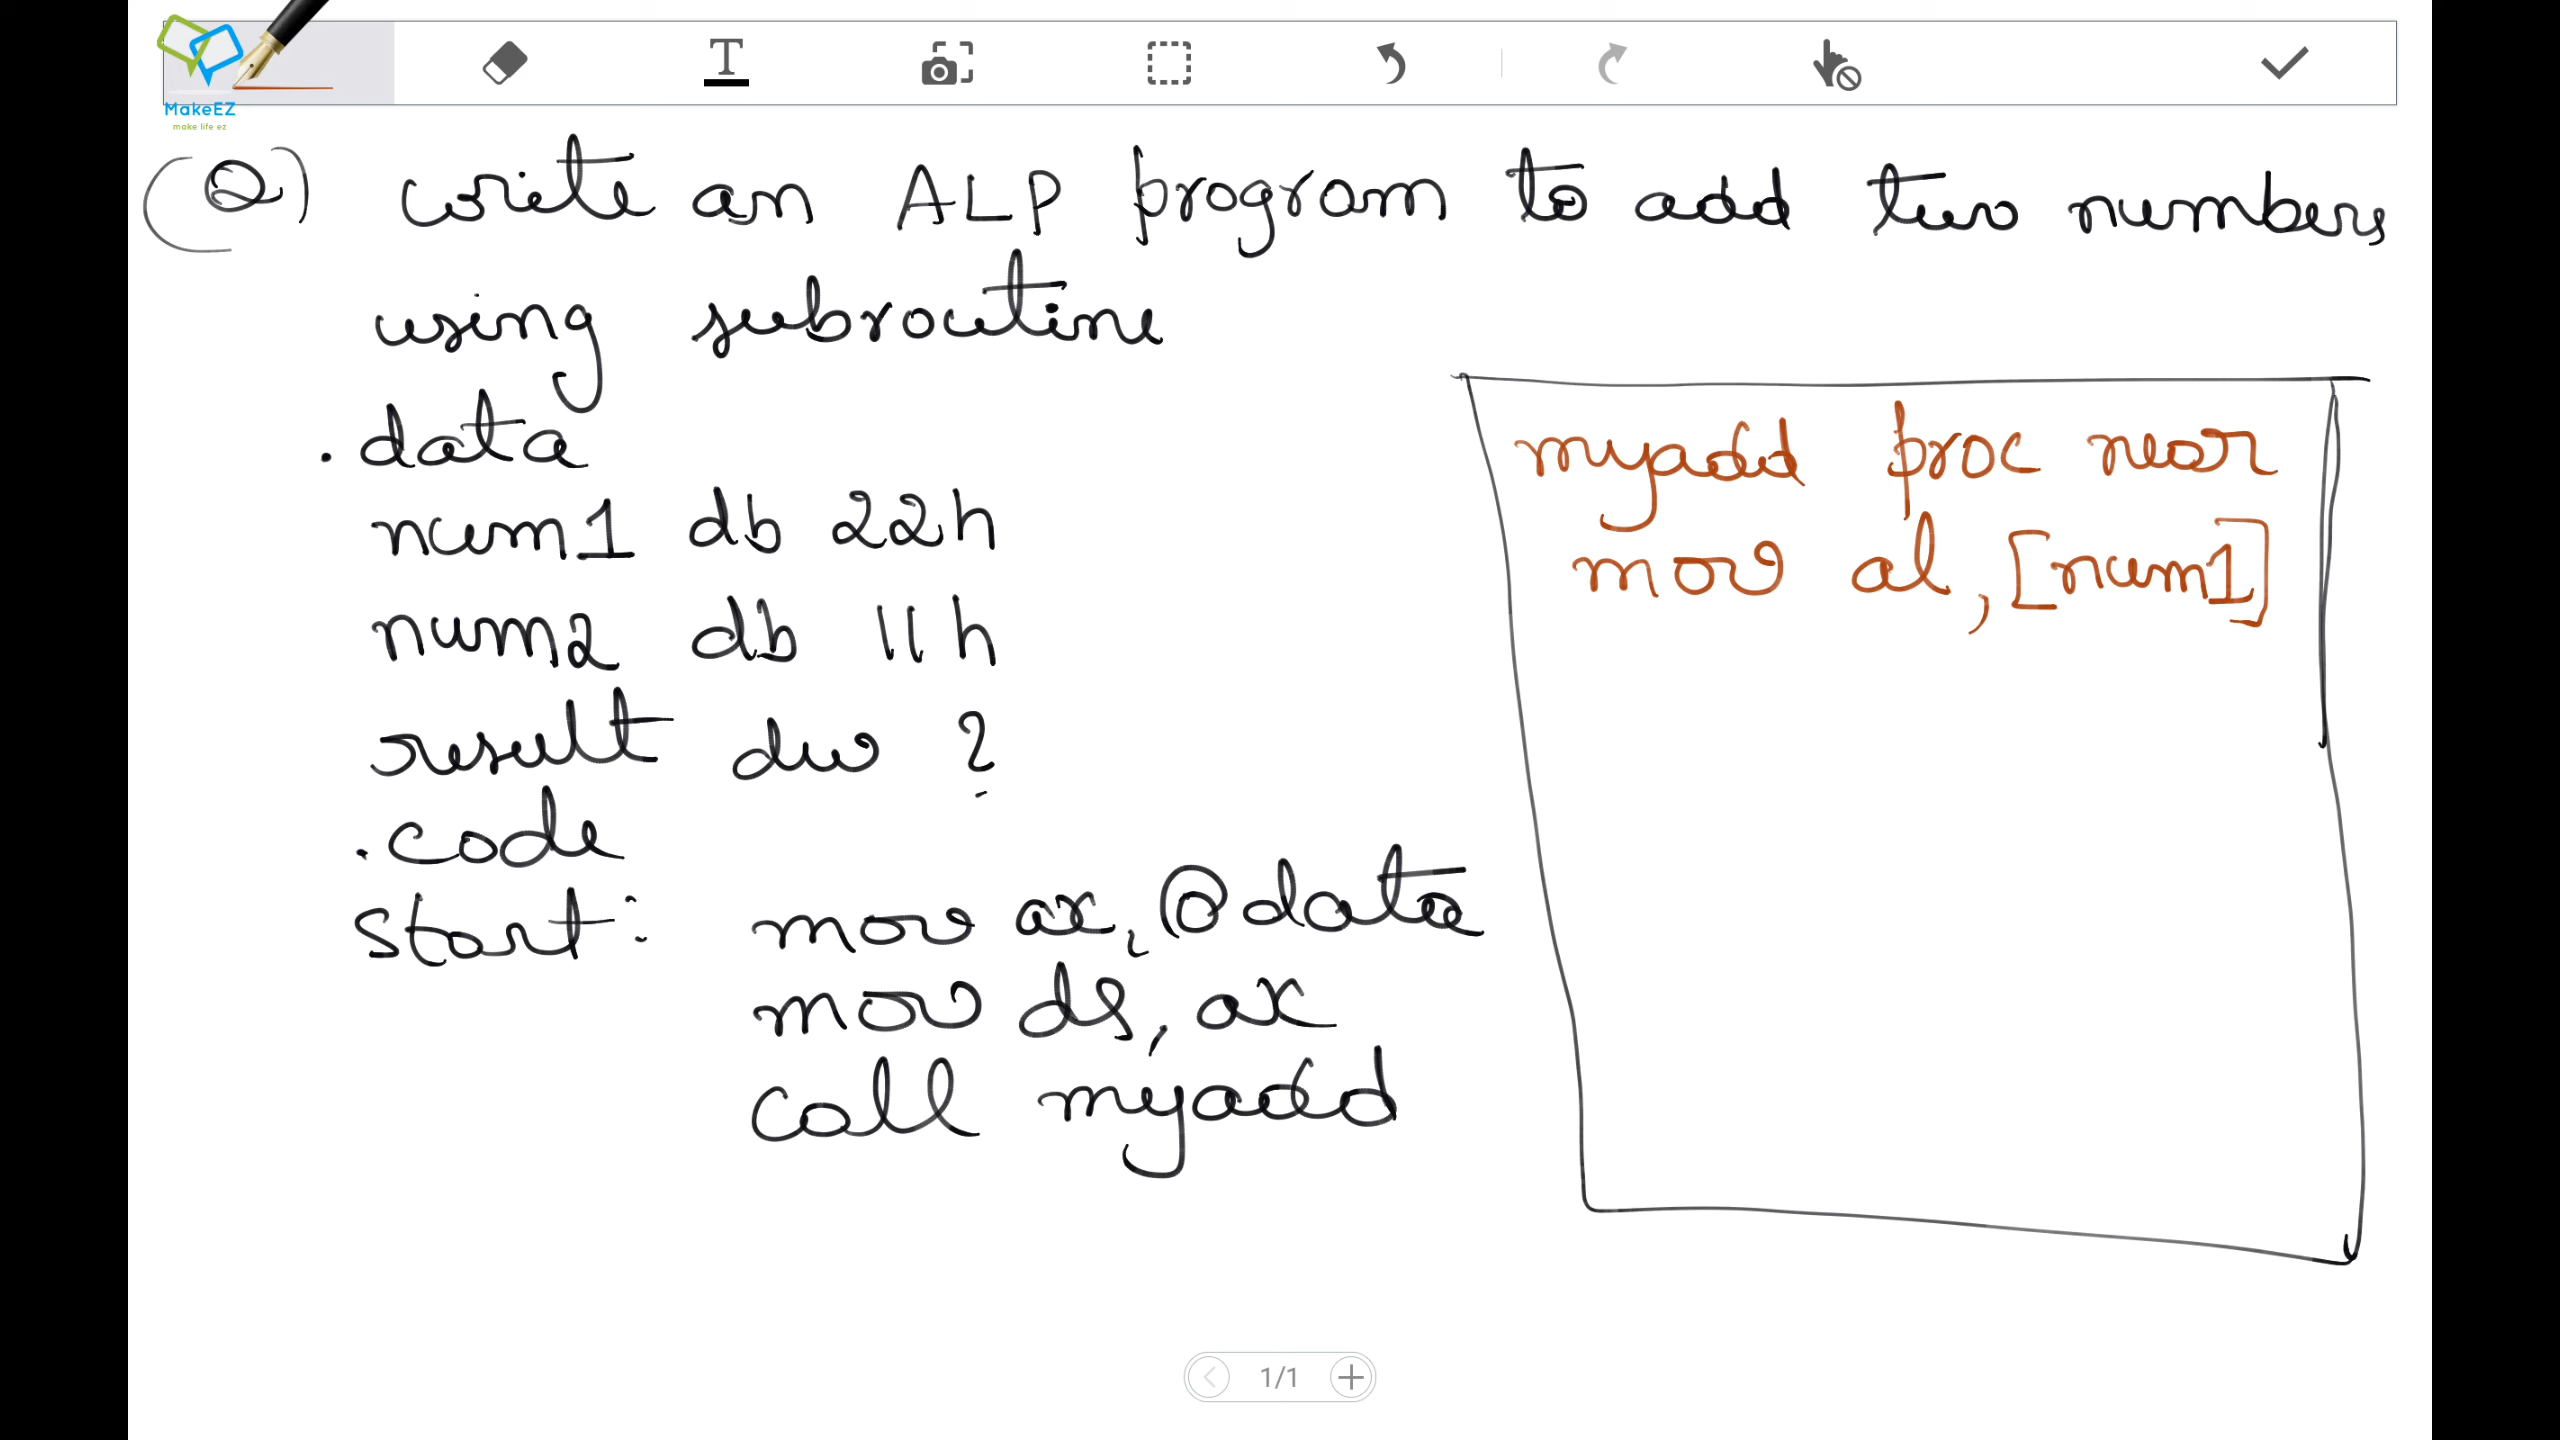 MakeEZ
make life ez
T
(Q) write an ALP program to add two numbers
using subroutine
.data
num1 db 22h
num2 db 11h
result dw ?
.code
start: mov ax, @data
mov ds, ax
call myadd
myadd proc near
mov al, [num1]
1/1